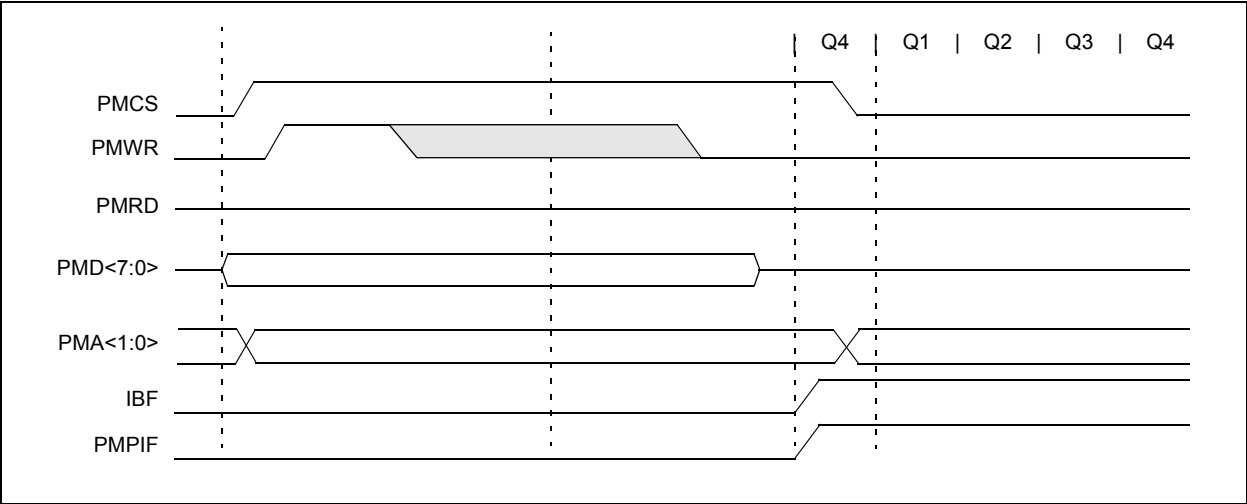 | Q4 | Q1 | Q2 | Q3 | Q4
PMCS
PMWR
PMRD
PMD<7:0>
PMA<1:0>
IBF
PMPIF